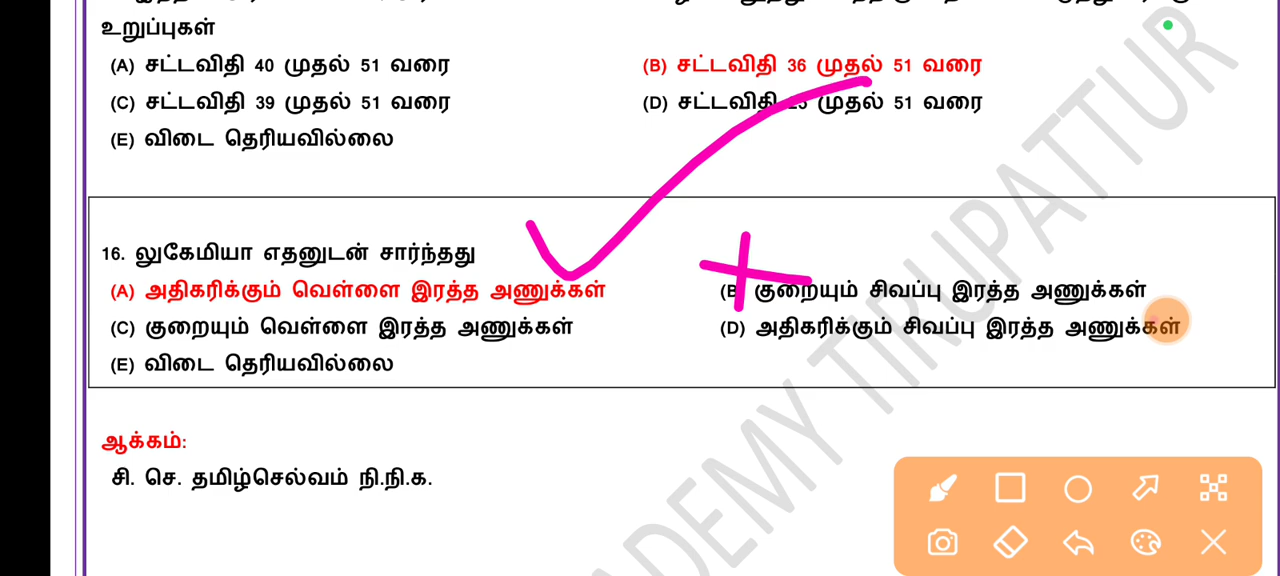 உறுப்புகள்
(A) சட்டவிதி 40 முதல் 51 வரை (B) சட்டவிதி 36 முதல் 51 வரை
(C) சட்டவிதி 39 முதல் 51 வரை (D) சட்டவிதி முதல் 51 வரை
(E) விடை தெரியவில்லை
16. லுகேமியா எதனுடன் சார்ந்தது
(A) அதிகரிக்கும் வெள்ளை இரத்த அணுக்கள் (B) குறையும் சிவப்பு இரத்த அணுக்கள்
(C) குறையும் வெள்ளை இரத்த அணுக்கள் (D) அதிகரிக்கும் சிவப்பு இரத்த அணுக்கள்
(E) விடை தெரியவில்லை
ஆக்கம்:
சி. செ. தமிழ்செல்வம் நி.நி.க.
TIRUPATTUR